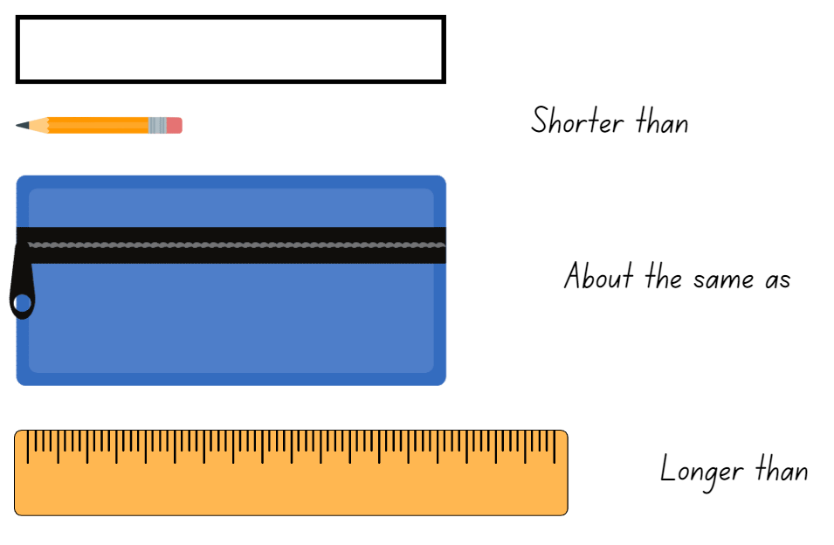 Shorter than
About the same as
Longer than